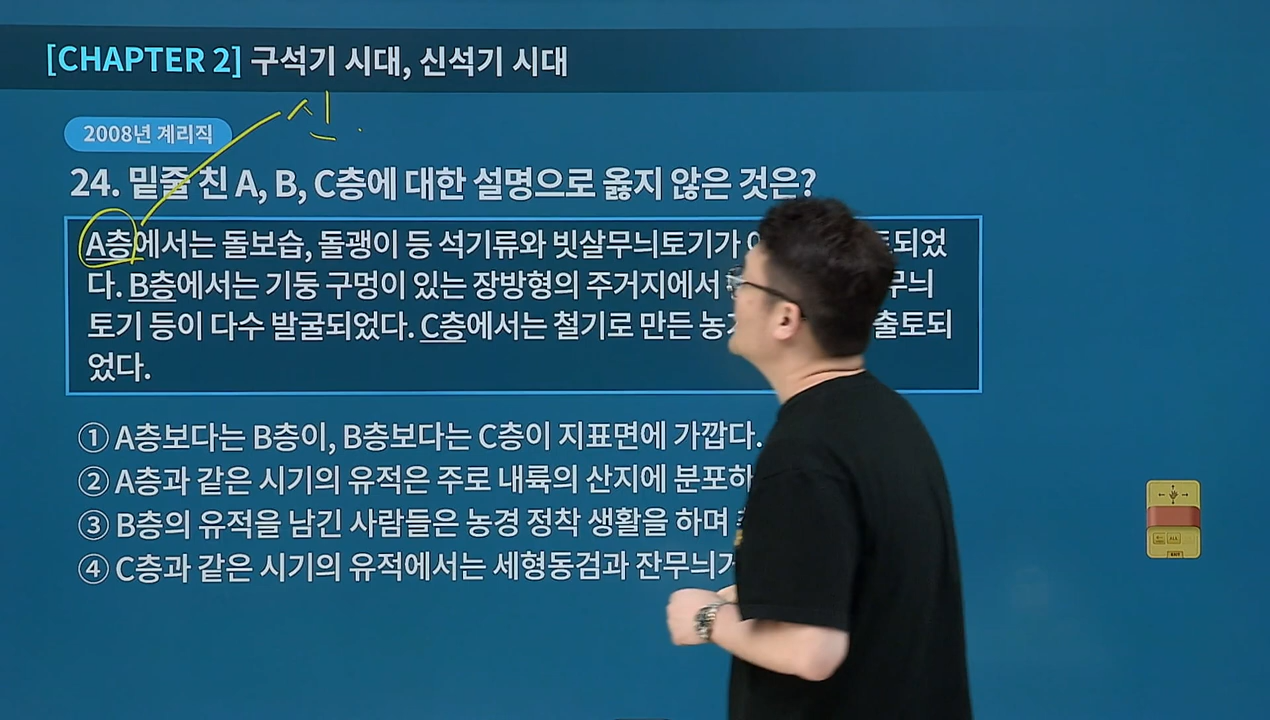 [CHAPTER 2] 구석기 시대, 신석기 시대
신
2008년 계리직
24. 밑줄 친 A, B, C층에 대한 설명으로 옳지 않은 것은?
A층에서는 돌보습, 돌괭이 등 석기류와 빗살무늬토기가 되었
다. B층에서는 기둥 구멍이 있는 장방형의 주거지에서 무늬
토기 등이 다수 발굴되었다. C층에서는 철기로 만든 출토되
었다.
① A층보다는 B층이, B층보다는 C층이 지표면에 가깝다.
② A층과 같은 시기의 유적은 주로 내륙의 산지에 분포하
③ B층의 유적을 남긴 사람들은 농경 정착 생활을 하며
④ C층과 같은 시기의 유적에서는 세형동검과 잔무늬거